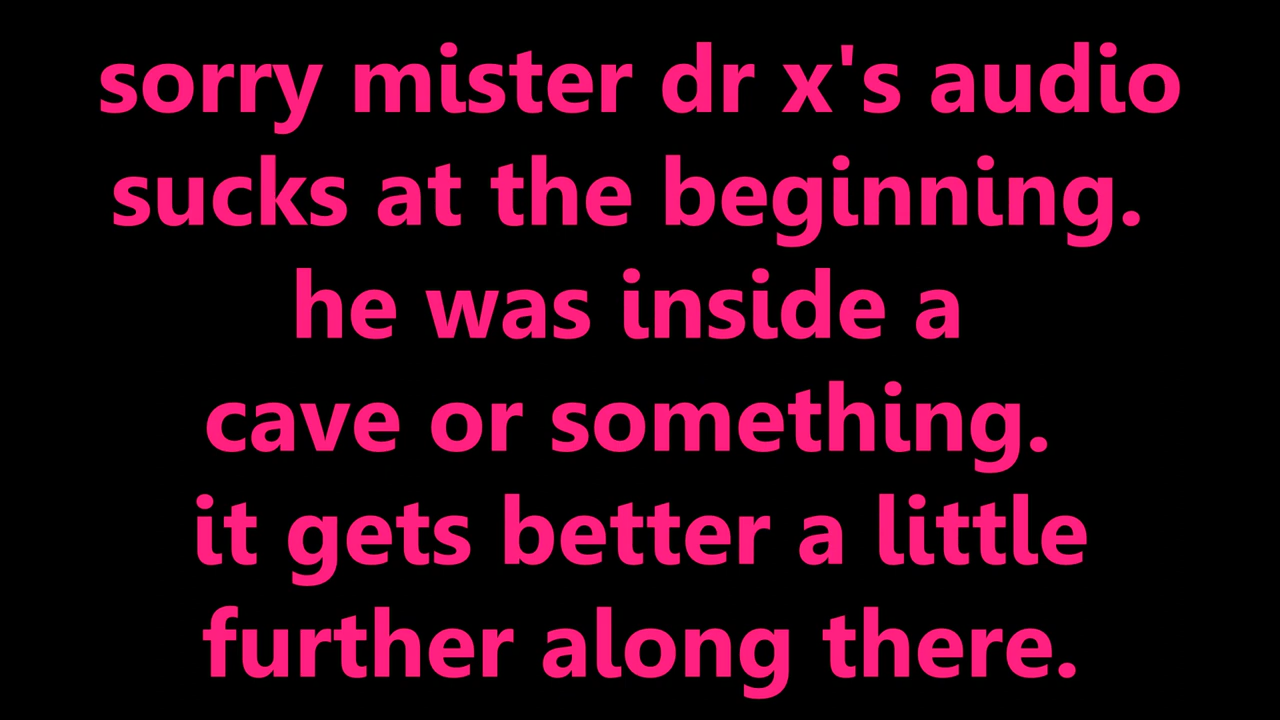 sorry mister dr x's audio
sucks at the beginning.
he was inside a
cave or something.
it gets better a little
further along there.